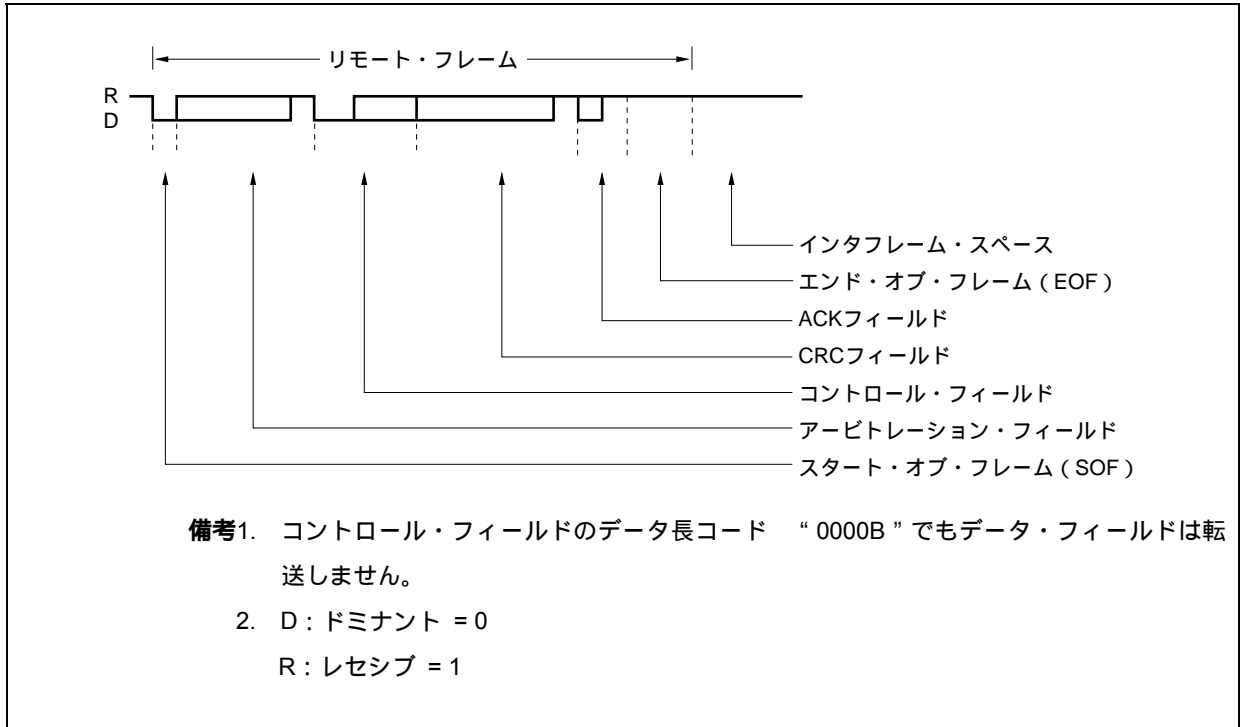 リモート・フレーム
R
D
インタフレーム・スペース
エンド・オブ・フレーム（EOF）
ACKフィールド
CRCフィールド
コントロール・フィールド
アービトレーション・フィールド
スタート・オブ・フレーム（SOF）
備考1. コントロール・フィールドのデータ長コード “0000B”でもデータ・フィールドは転
送しません。
2. D：ドミナント = 0
R：レセシブ = 1